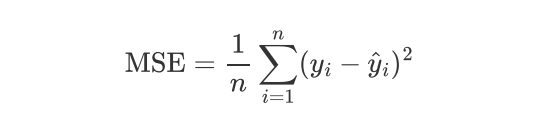 MSE = \frac{1}{n} \sum_{i=1}^{n} (y_i - \hat{y}_i)^2